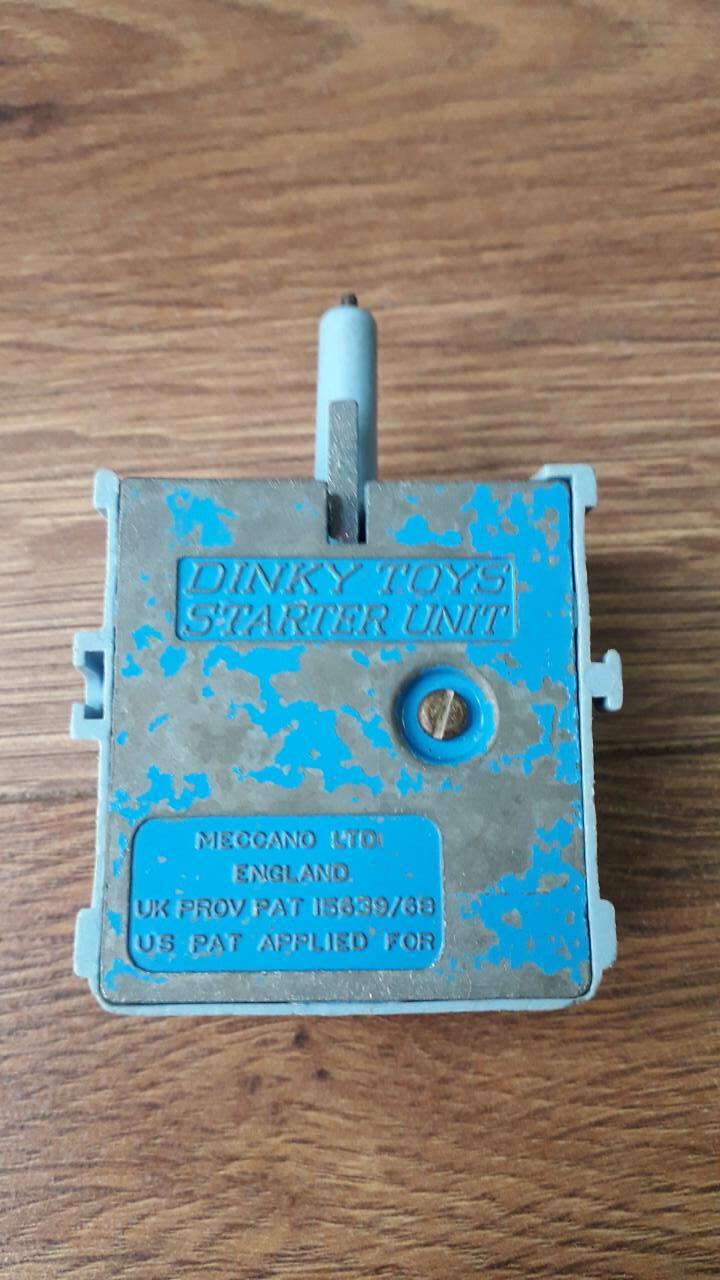 DINKY TOYS
STARTER UNIT
MECCANO LTD:
ENGLAND.
UK PROV PAT 15639/68
US PAT APPLIED FOR